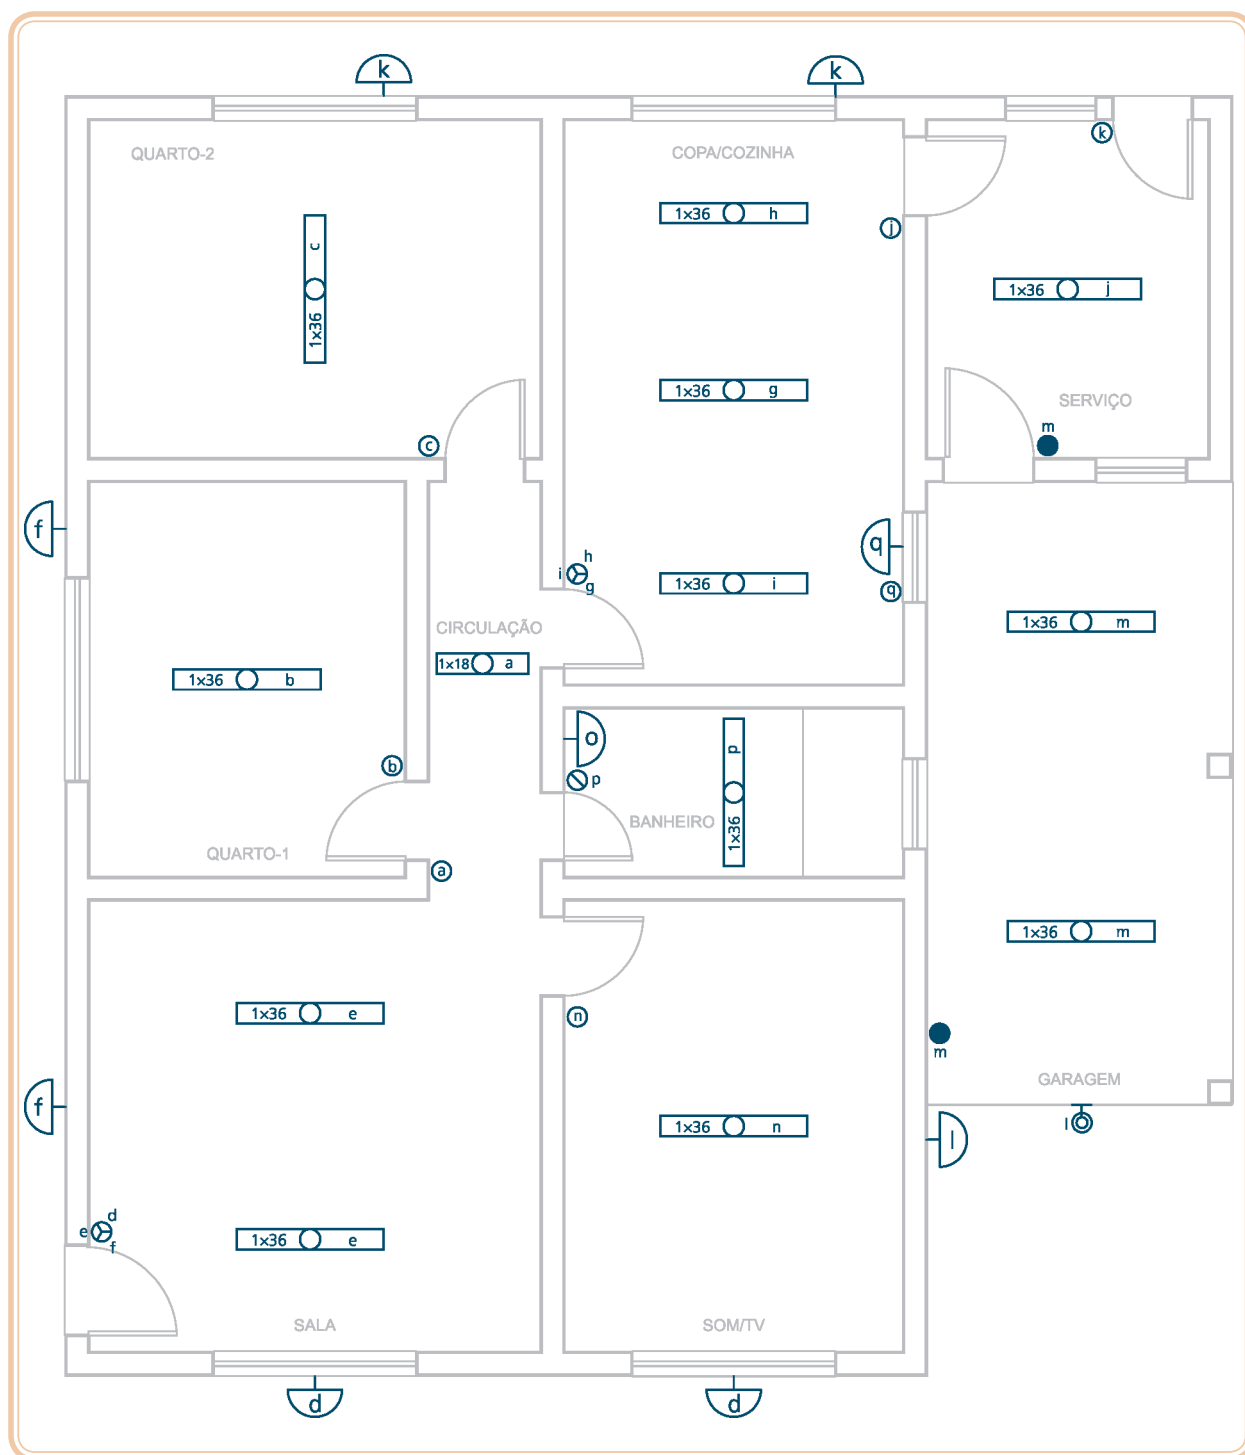 k
k
k
QUARTO-2
COPA/COZINHA
1x36 h
j
c
1x36
1x36 j
1x36 g
SERVIÇO
m
c
f
q
h
i
g
1x36 i
q
1x36 m
CIRCULAÇÃO
1x18 a
1x36 b
o
p
p
1x36
b
BANHEIRO
QUARTO-1
a
n
1x36 m
1x36 e
m
GARAGEM
f
l
l
1x36 n
d
e
f
1x36 e
SALA
SOM/TV
d
d